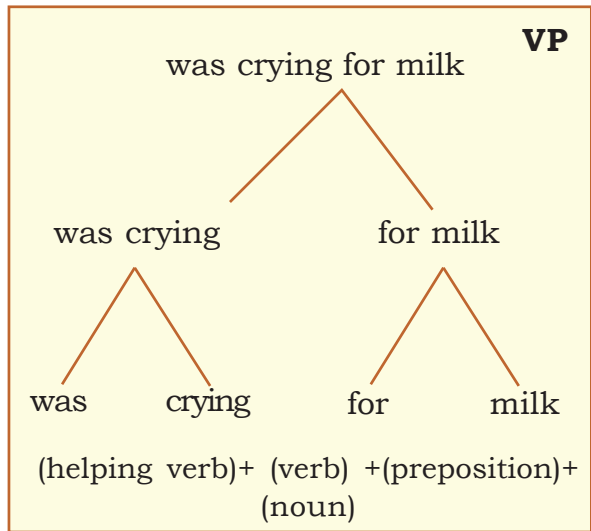 VP
was crying for milk
was crying for milk
was crying for milk
(helping verb)+ (verb) +(preposition)+
(noun)